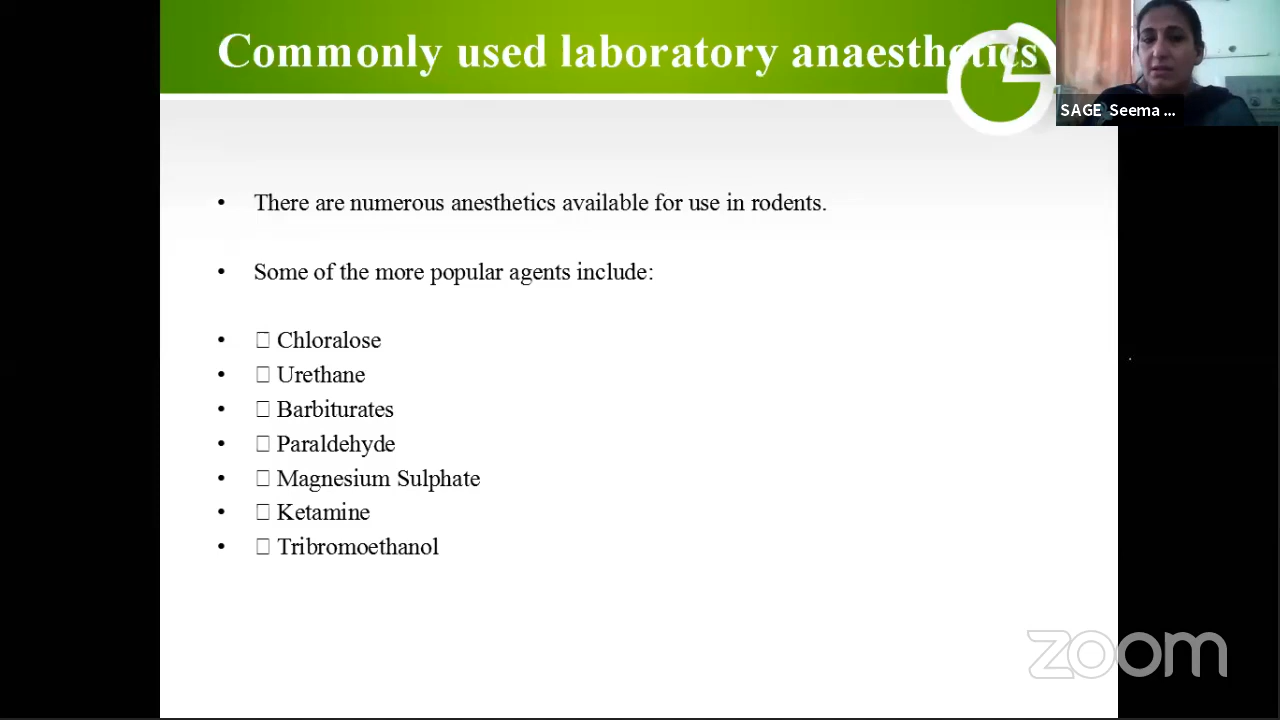 Commonly used laboratory anaesthetics
SAGE Seema ...
• There are numerous anesthetics available for use in rodents.
• Some of the more popular agents include:
• □ Chloralose
• □ Urethane
• □ Barbiturates
• □ Paraldehyde
• □ Magnesium Sulphate
• □ Ketamine
• □ Tribromoethanol
zoom